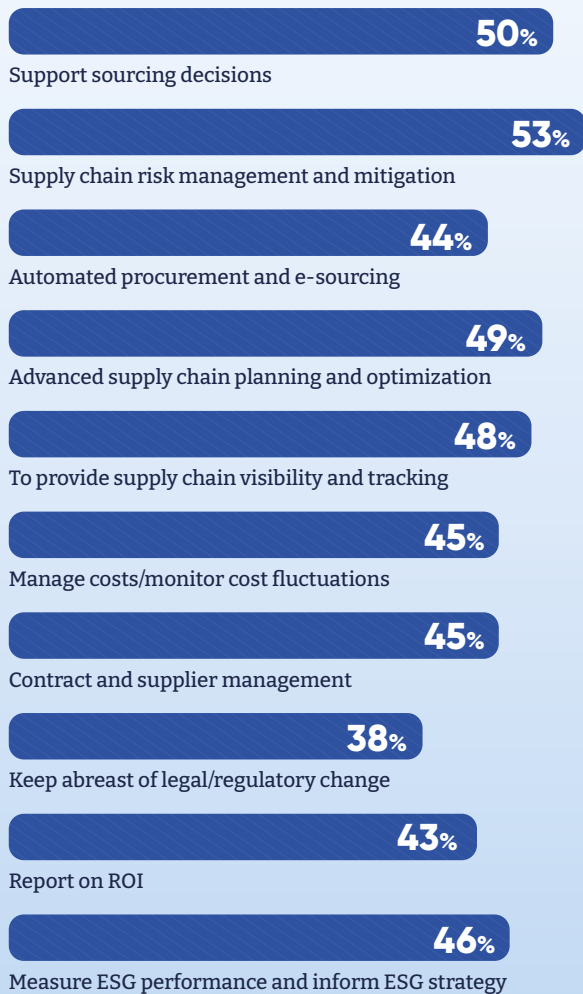 50%
Support sourcing decisions
53%
Supply chain risk management and mitigation
44%
Automated procurement and e-sourcing
49%
Advanced supply chain planning and optimization
48%
To provide supply chain visibility and tracking
45%
Manage costs/monitor cost fluctuations
45%
Contract and supplier management
38%
Keep abreast of legal/regulatory change
43%
Report on ROI
46%
Measure ESG performance and inform ESG strategy